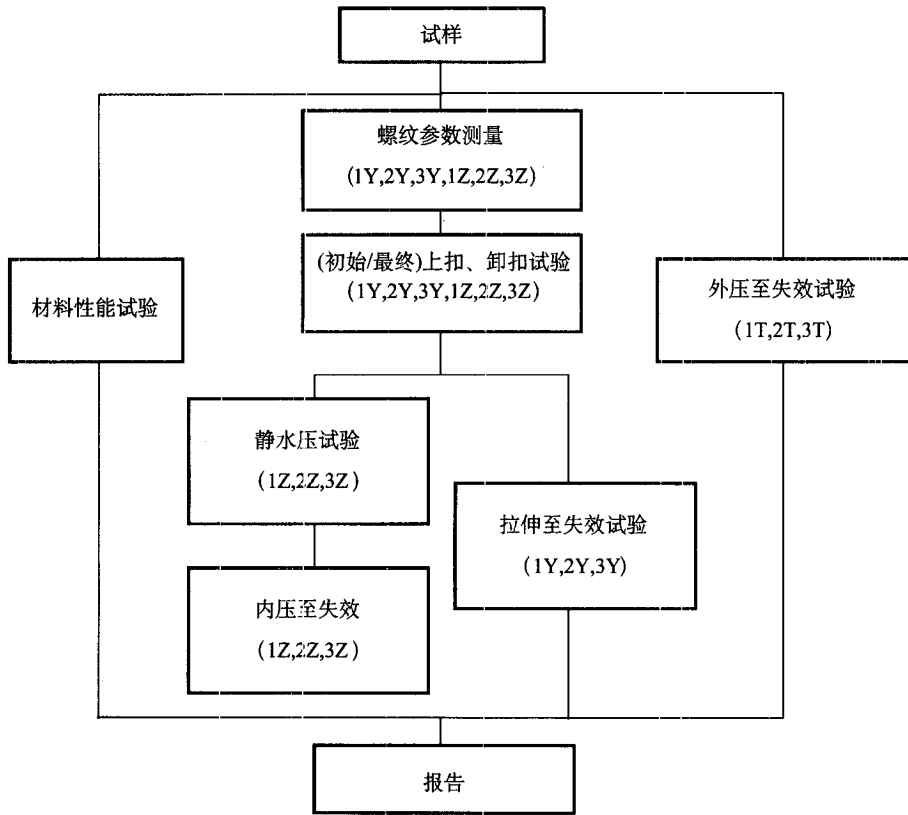 试样
螺纹参数测量
(1Y,2Y,3Y,1Z,2Z,3Z)
(初始/最终)上扣、卸扣试验
(1Y,2Y,3Y,1Z,2Z,3Z)
材料性能试验
外压至失效试验
(1T,2T,3T)
静水压试验
(1Z,2Z,3Z)
拉伸至失效试验
(1Y,2Y,3Y)
内压至失效
(1Z,2Z,3Z)
报告